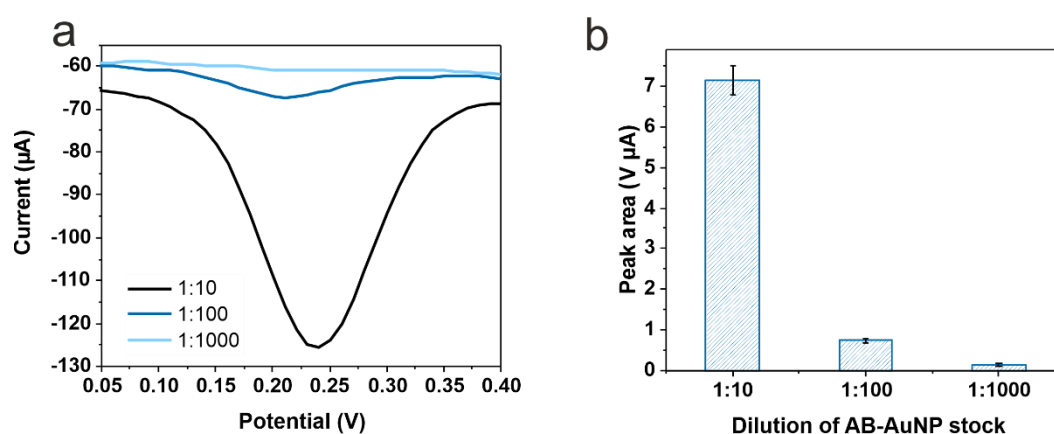 a
-60
-70
-80
-90
-100
-110
-120
-130
Current (µA)
1:10
1:100
1:1000
0.05 0.10 0.15 0.20 0.25 0.30 0.35 0.40
Potential (V)
b
7
6
5
4
3
2
1
0
Peak area (V µA)
1:10 1:100 1:1000
Dilution of AB-AuNP stock